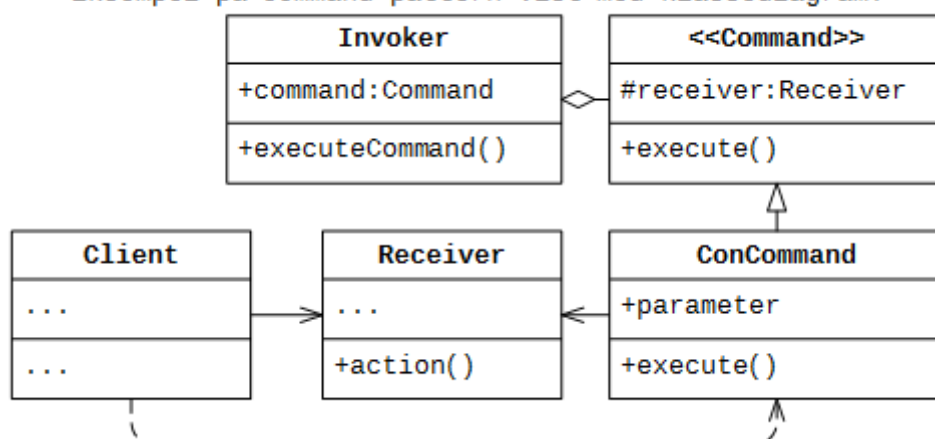 Invoker
+command:Command
+executeCommand()
<<Command>>
#receiver:Receiver
+execute()
Client
...
...
Receiver
...
+action()
ConCommand
+parameter
+execute()